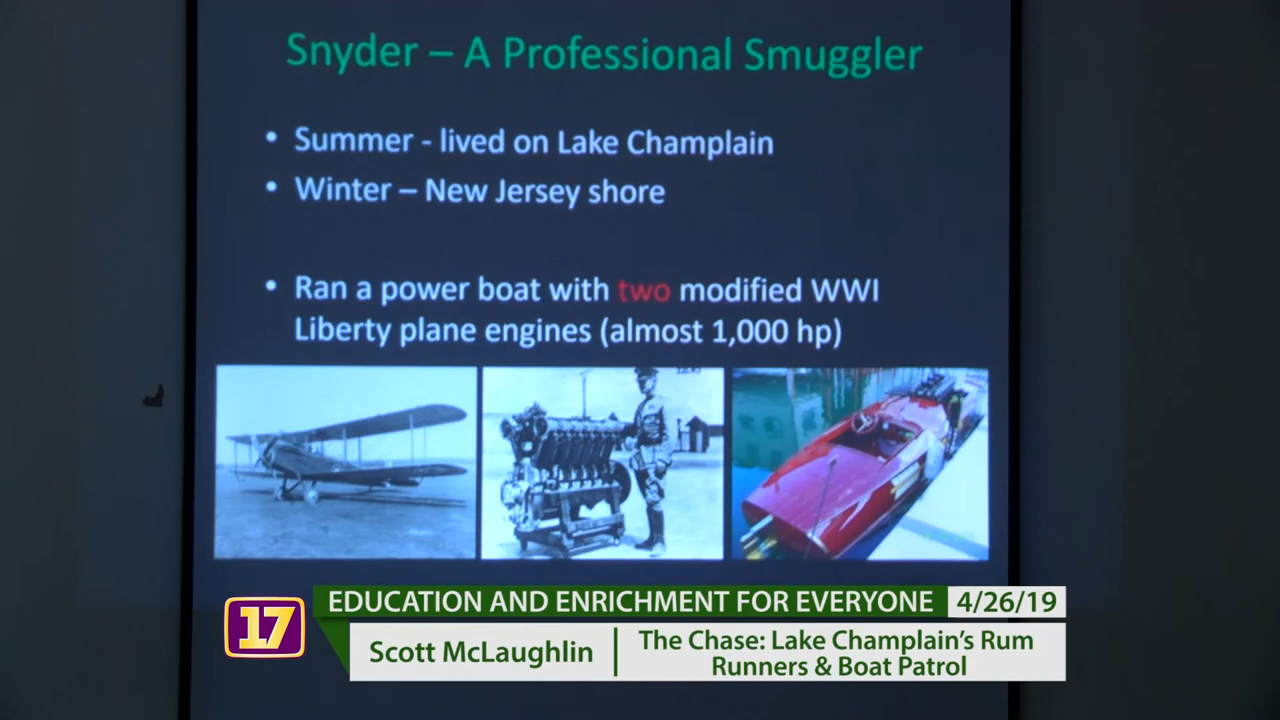 Snyder – A Professional Smuggler
• Summer - lived on Lake Champlain
• Winter – New Jersey shore
• Ran a power boat with two modified WWI
Liberty plane engines (almost 1,000 hp)
17
EDUCATION AND ENRICHMENT FOR EVERYONE
4/26/19
Scott McLaughlin
The Chase: Lake Champlain's Rum
Runners & Boat Patrol